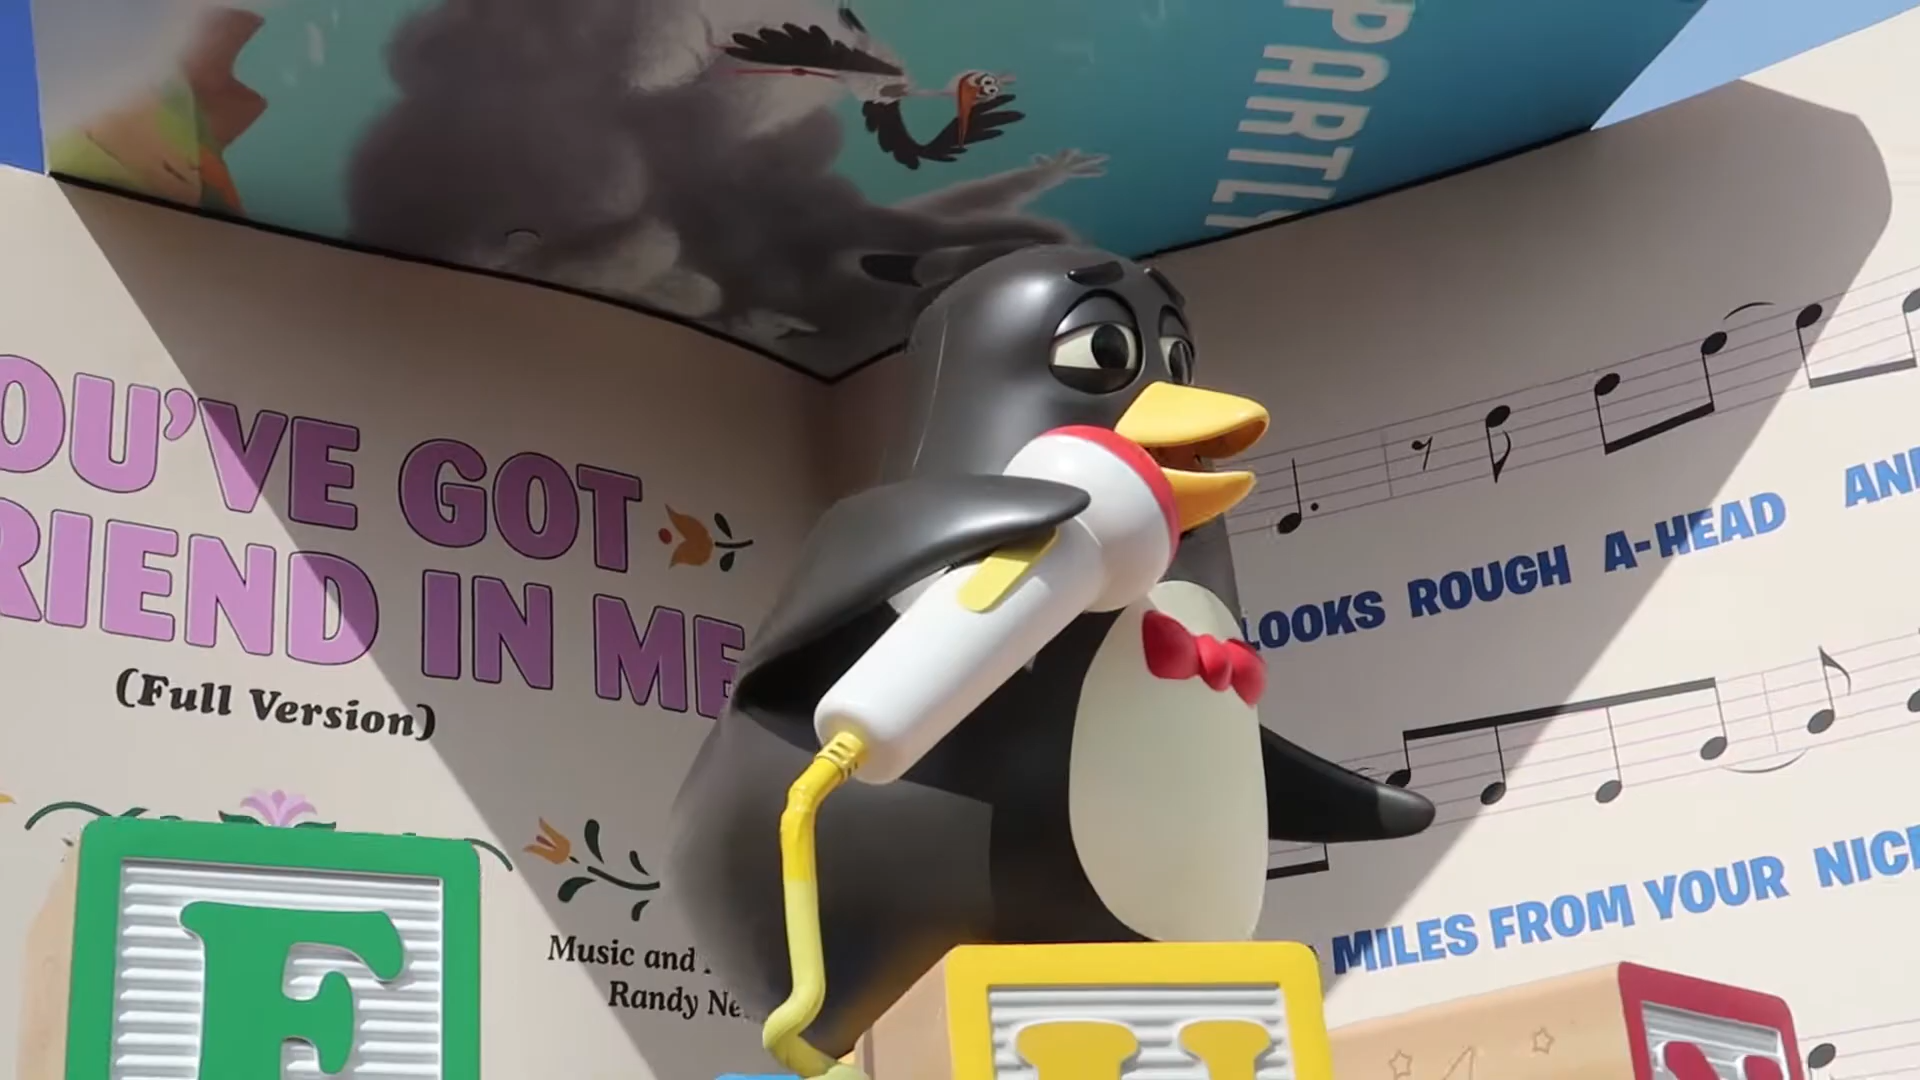 PARTLY
OU'VE GOT
RIEND IN ME
(Full Version)
Music and
Randy Ne
LOOKS ROUGH A-HEAD AN
MILES FROM YOUR NIC
F
U
N